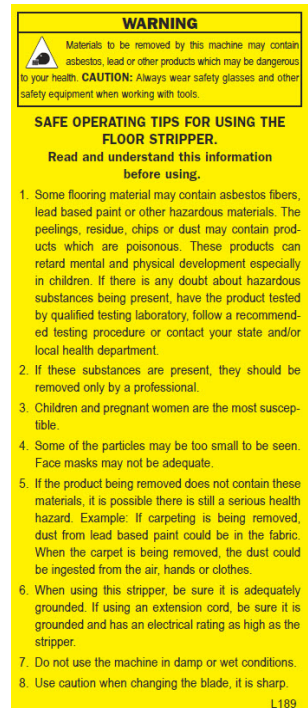 WARNING
Materials to be removed by this machine may contain
asbestos, lead or other products which may be dangerous
to your health. CAUTION: Always wear safety glasses and other
safety equipment when working with tools.
SAFE OPERATING TIPS FOR USING THE
FLOOR STRIPPER.
Read and understand this information
before using.
1. Some flooring material may contain asbestos fibers,
lead based paint or other hazardous materials. The
peelings, residue, chips or dust may contain prod-
ucts which are poisonous. These products can
retard mental and physical development especially
in children. If there is any doubt about hazardous
substances being present, have the product tested
by qualified testing laboratory, follow a recommend-
ed testing procedure or contact your state and/or
local health department.
2. If these substances are present, they should be
removed only by a professional.
3. Children and pregnant women are the most suscep-
tible.
4. Some of the particles may be too small to be seen.
Face masks may not be adequate.
5. If the product being removed does not contain these
materials, it is possible there is still a serious health
hazard. Example: If carpeting is being removed,
dust from lead based paint could be in the fabric.
When the carpet is being removed, the dust could
be ingested from the air, hands or clothes.
6. When using this stripper, be sure it is adequately
grounded. If using an extension cord, be sure it is
grounded and has an electrical rating as high as the
stripper.
7. Do not use the machine in damp or wet conditions.
8. Use caution when changing the blade, it is sharp.
L189